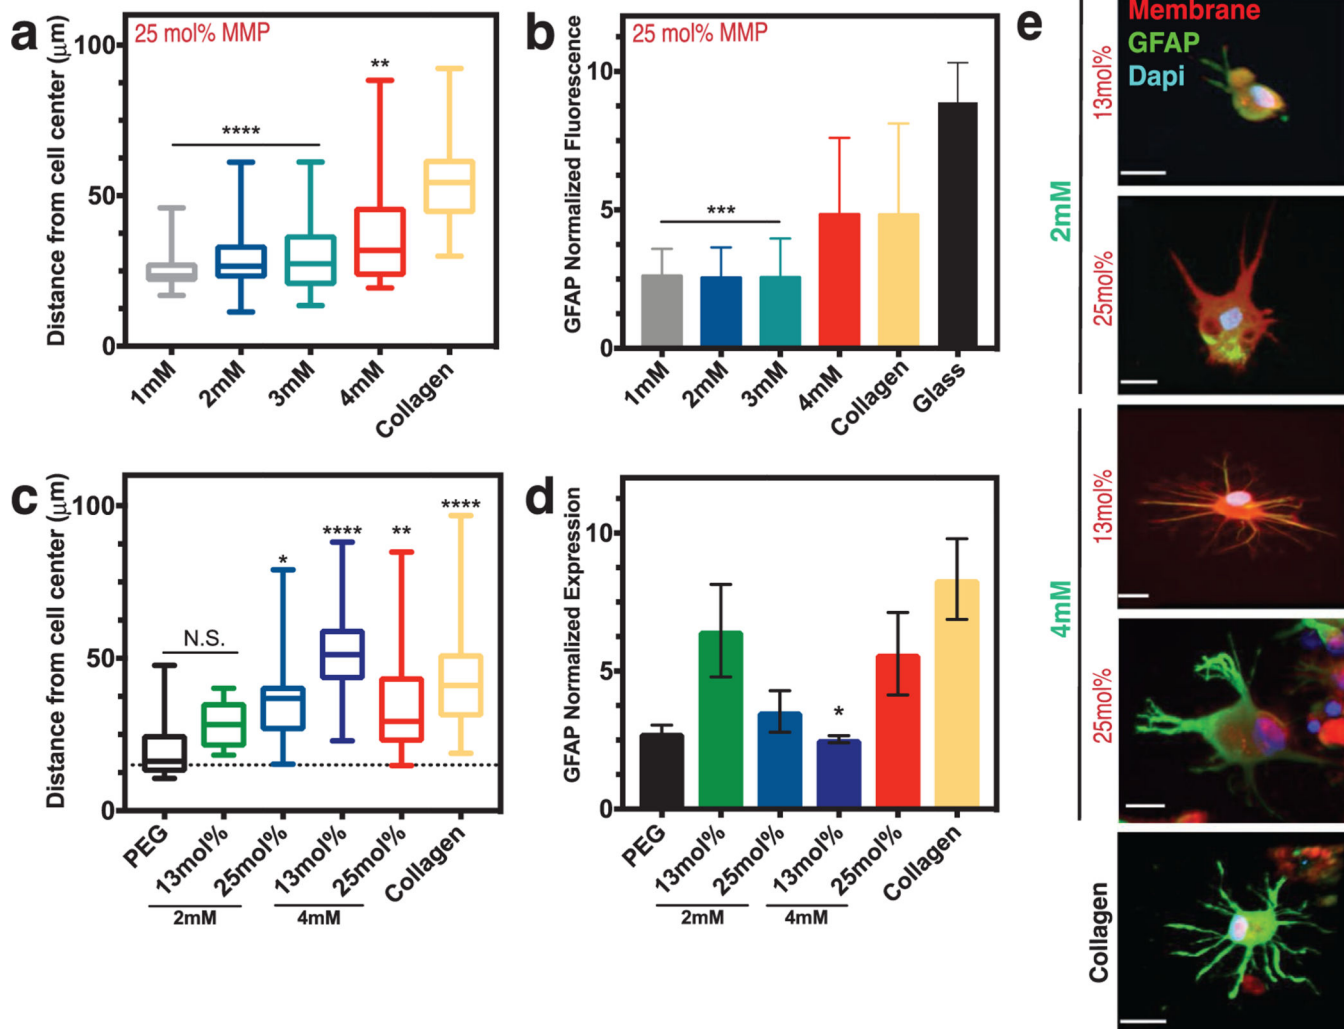 a
25 mol% MMP
Distance from cell center (μm)
100
50
0
****
**
1mM
2mM
3mM
4mM
Collagen
b
25 mol% MMP
GFAP Normalized Fluorescence
10
5
0
***
1mM
2mM
3mM
4mM
Collagen
Glass
c
Distance from cell center (μm)
100
50
0
N.S.
*
****
**
****
PEG
13mol%
25mol%
13mol%
25mol%
Collagen
2mM
4mM
d
GFAP Normalized Expression
10
5
0
*
PEG
13mol%
25mol%
13mol%
25mol%
Collagen
2mM
4mM
e
Membrane
GFAP
Dapi
2mM
13mol%
25mol%
4mM
13mol%
25mol%
Collagen